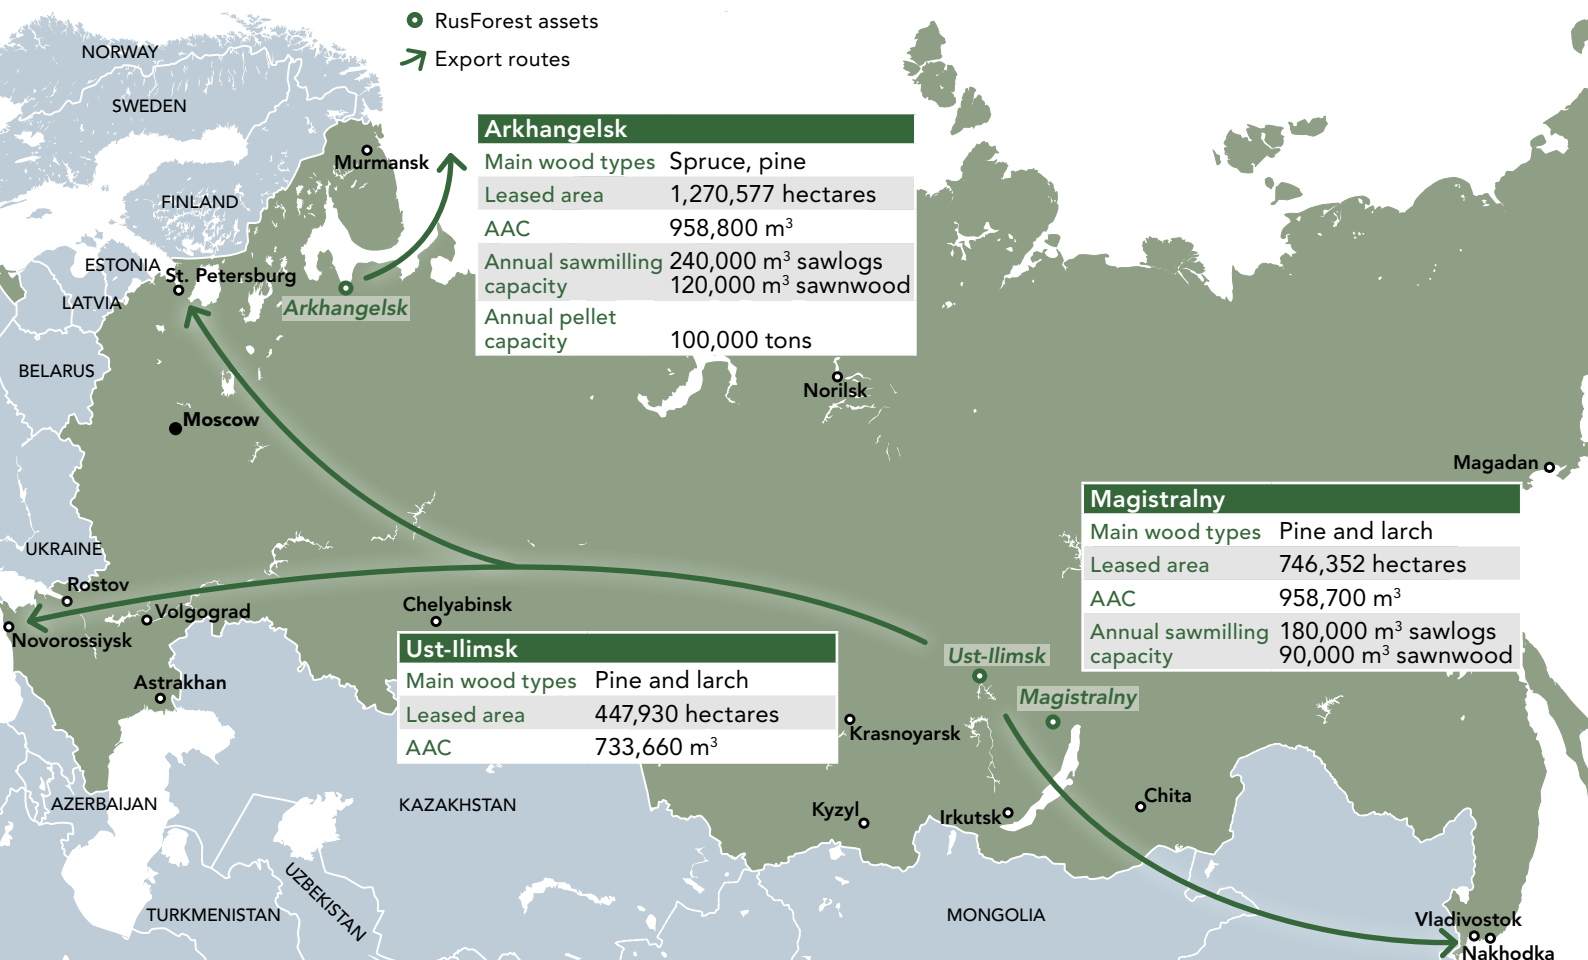 RusForest assets
Export routes
NORWAY
SWEDEN
FINLAND
ESTONIA
LATVIA
BELARUS
UKRAINE
Murmansk
St. Petersburg
Arkhangelsk
Moscow
Arkhangelsk
Main wood types Spruce, pine
Leased area 1,270,577 hectares
AAC 958,800 m³
Annual sawmilling 240,000 m³ sawlogs
capacity 120,000 m³ sawnwood
Annual pellet
capacity 100,000 tons
Norilsk
Magadan
Magistralny
Main wood types Pine and larch
Leased area 746,352 hectares
AAC 958,700 m³
Annual sawmilling 180,000 m³ sawlogs
capacity 90,000 m³ sawnwood
Rostov
Volgograd
Novorossiysk
Astrakhan
Chelyabinsk
Ust-Ilimsk
Main wood types Pine and larch
Leased area 447,930 hectares
AAC 733,660 m³
Ust-Ilimsk
Magistralny
Krasnoyarsk
Kyzyl
Irkutsk
Chita
AZERBAIJAN
KAZAKHSTAN
UZBEKISTAN
TURKMENISTAN
MONGOLIA
Vladivostok
Nakhodka